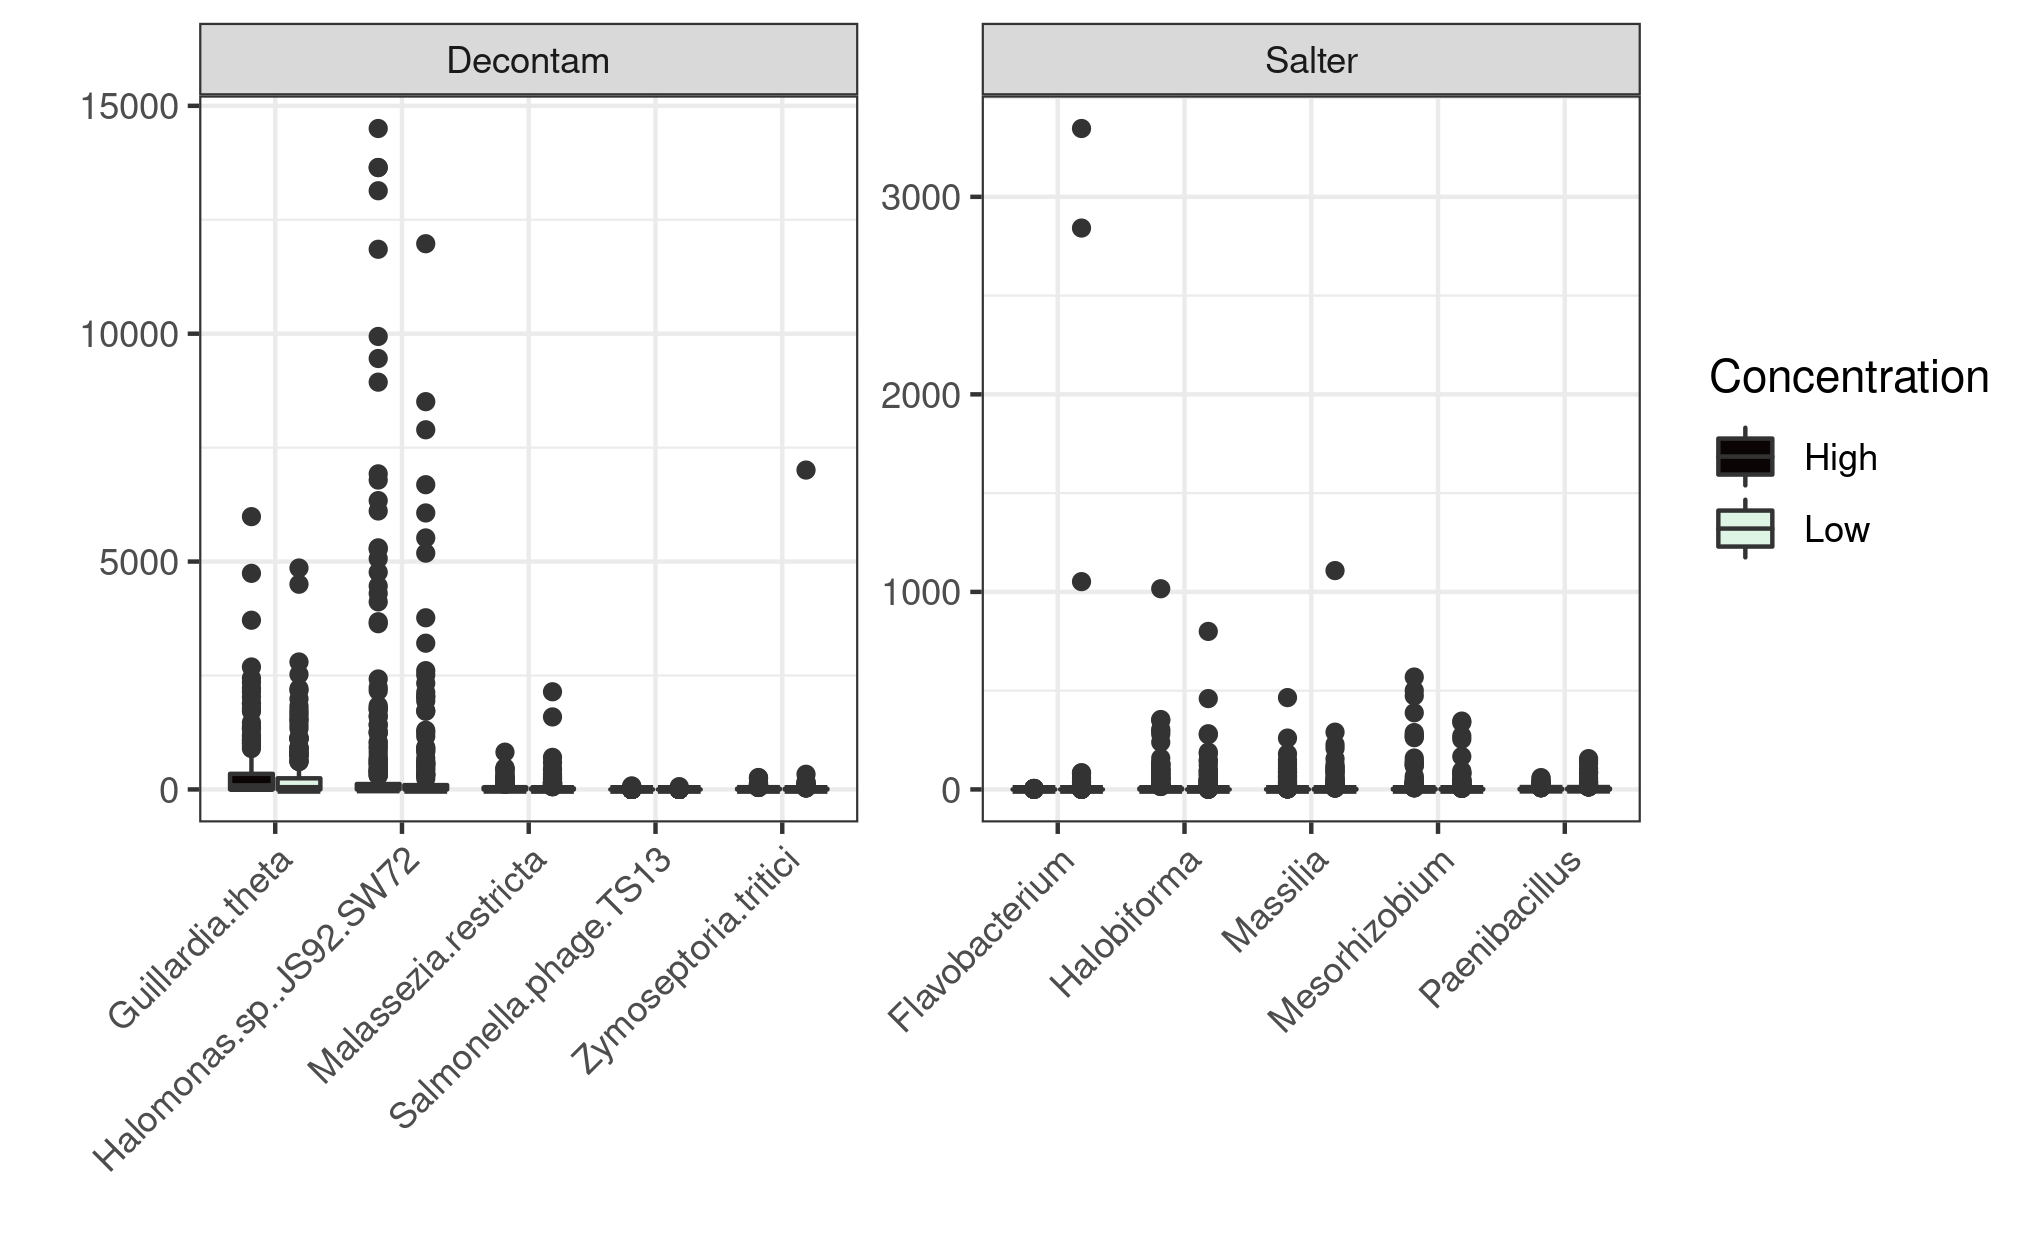 Decontam
Salter
15000
10000
5000
0
3000
2000
1000
0
Guillardia.theta
Halomonas.sp..JS92.SW72
Malassezia.restricta
Salmonella.phage.TS13
Zymoseptoria.tritici
Flavobacterium
Halobiforma
Massilia
Mesorhizobium
Paenibacillus
Concentration
High
Low